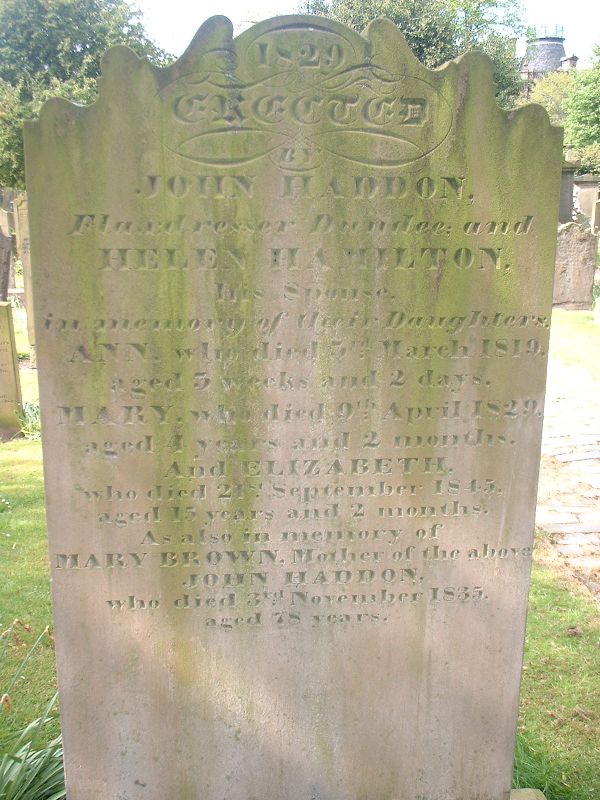 1829
ERECTED
BY
JOHN HADDON,
Flaxdresser Dundee; and
HELEN HAMILTON,
his Spouse,
in memory of their Daughters,
ANN, who died 5th March 1819,
aged 5 weeks and 2 days.
MARY, who died 9th April 1829,
aged 4 years and 2 months.
And ELIZABETH,
who died 21st September 1845,
aged 15 years and 2 months.
As also in memory of
MARY BROWN, Mother of the above
JOHN HADDON,
who died 3rd November 1835,
aged 78 years.